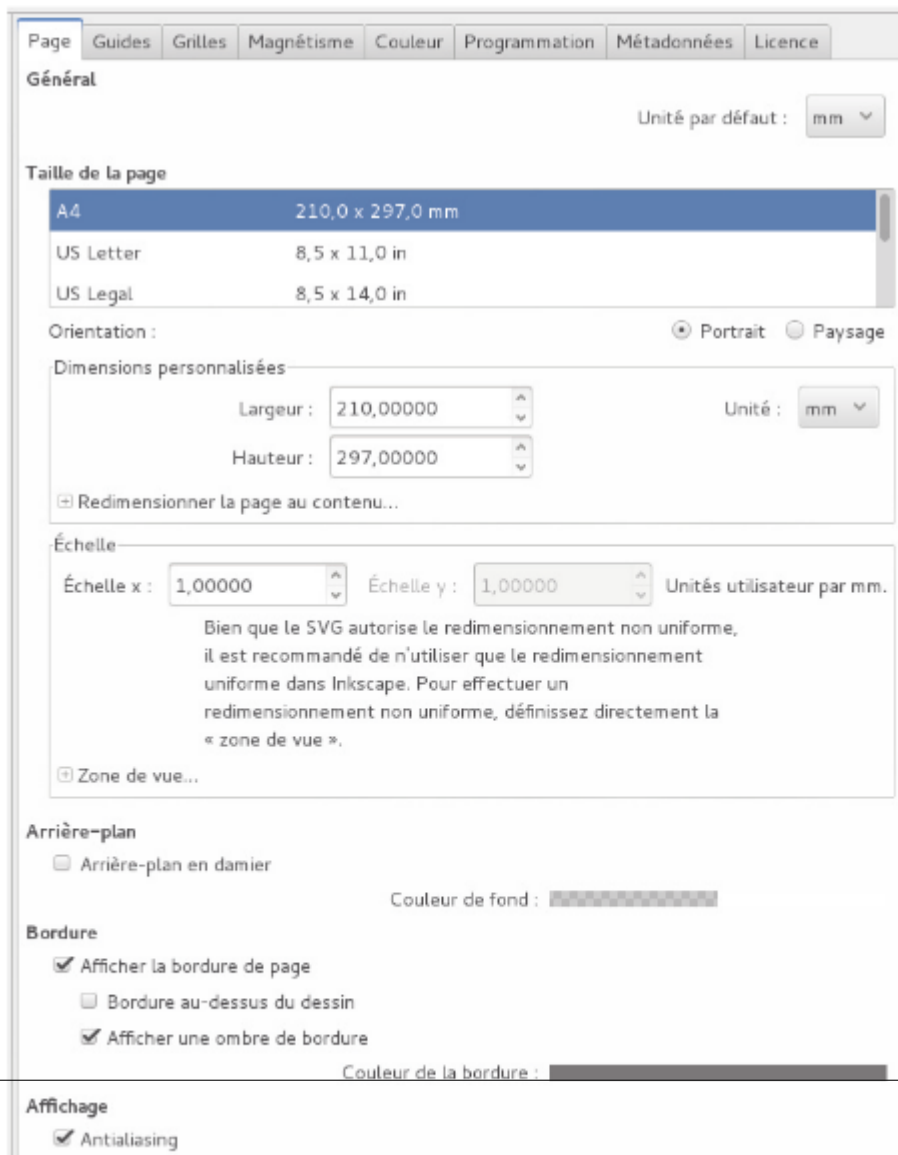 Page Guides Grilles Magnétisme Couleur Programmation Métadonnées Licence
Général
Unité par défaut : mm
Taille de la page
A4 210,0 x 297,0 mm
US Letter 8,5 x 11,0 in
US Legal 8,5 x 14,0 in
Orientation : Portrait Paysage
Dimensions personnalisées
Largeur : 210,00000 Unité : mm
Hauteur : 297,00000
Redimensionner la page au contenu...
Échelle
Échelle x : 1,00000 Échelle y : 1,00000 Unités utilisateur par mm.
Bien que le SVG autorise le redimensionnement non uniforme,
il est recommandé de n'utiliser que le redimensionnement
uniforme dans Inkscape. Pour effectuer un
redimensionnement non uniforme, définissez directement la
« zone de vue ».
Zone de vue...
Arrière-plan
Arrière-plan en damier
Couleur de fond :
Bordure
Afficher la bordure de page
Bordure au-dessus du dessin
Afficher une ombre de bordure
Couleur de la bordure :
Affichage
Antialiasing